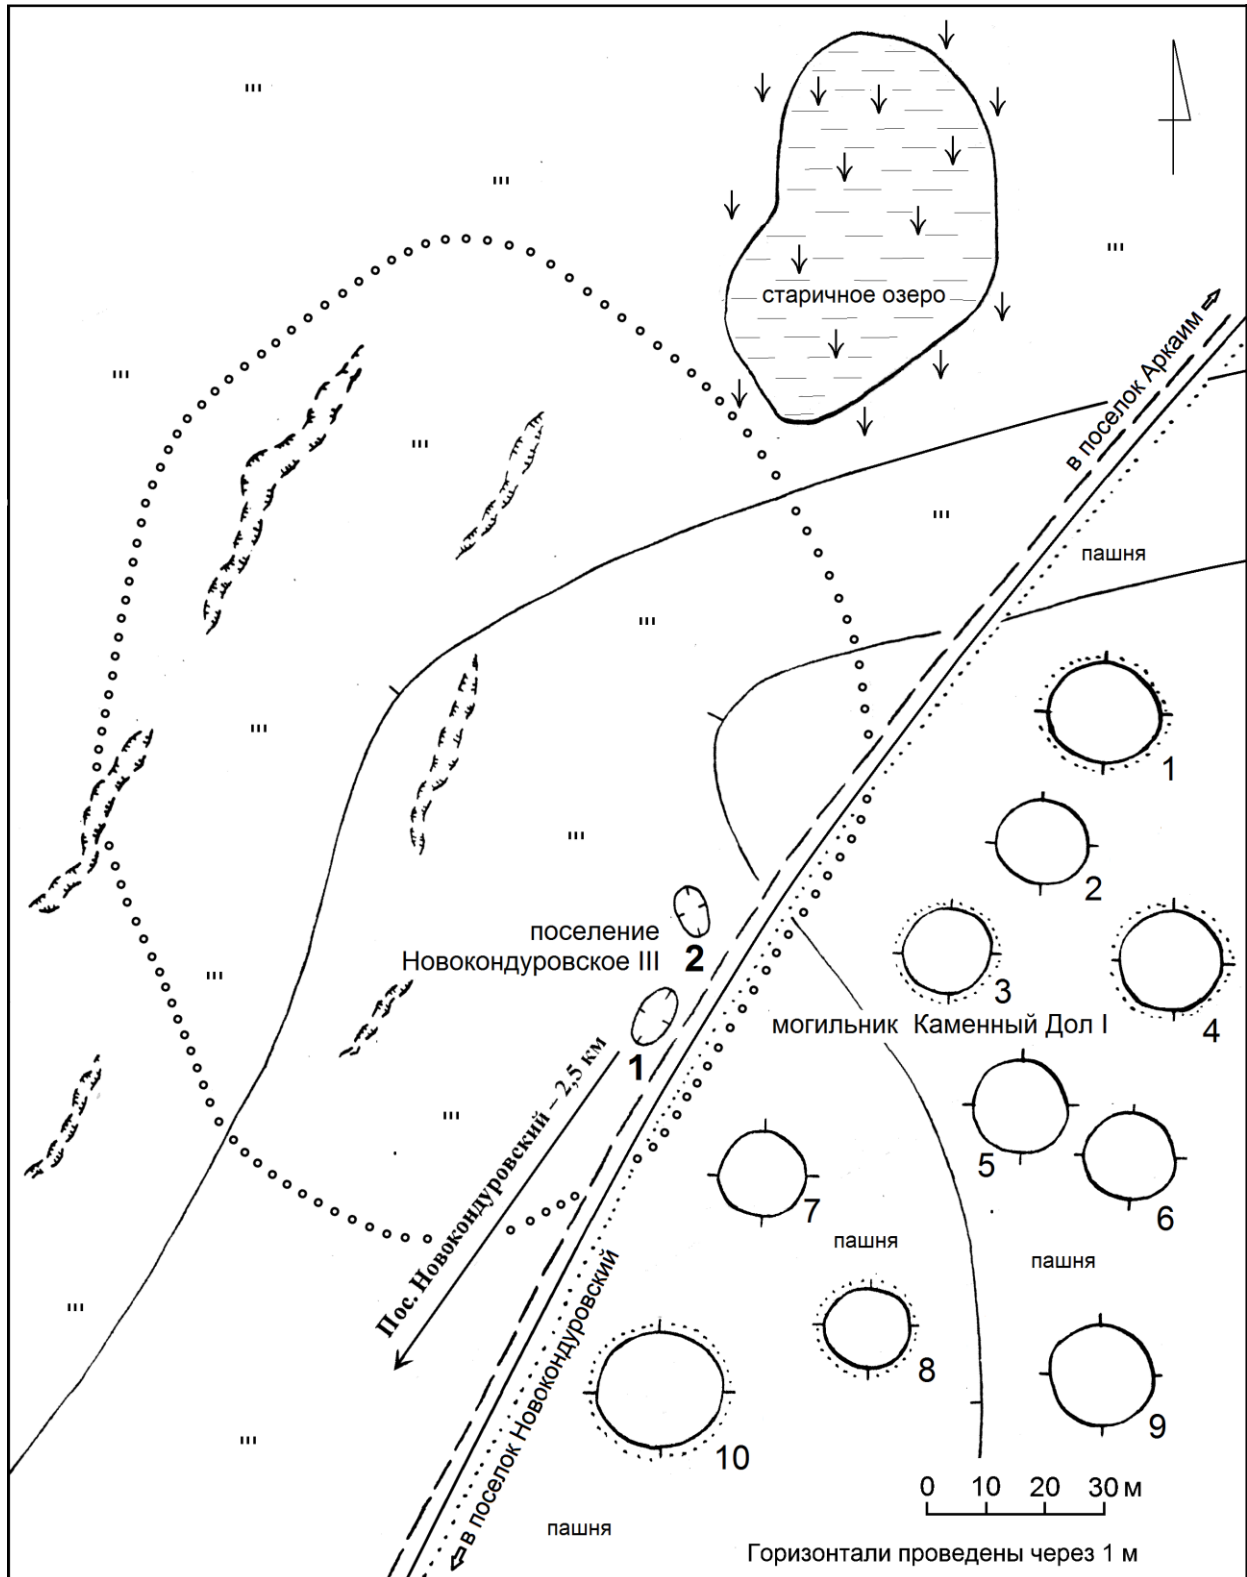 старичное озеро
в поселок Аркаим
пашня
1
2
поселение
Новокондуровское III
2
3
4
могильник Каменный Дол I
1
Пос. Новокондуровский – 2,5 км
5
6
7
пашня
пашня
8
9
10
в поселок Новокондуровский
0 10 20 30 м
пашня
Горизонтали проведены через 1 м